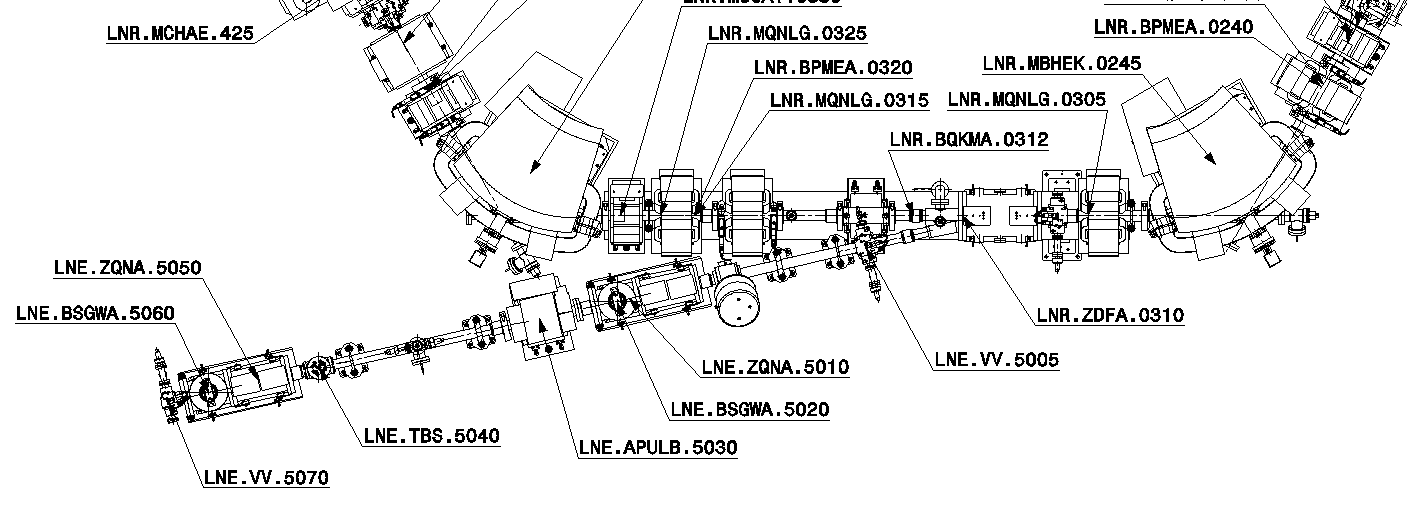 LNR.MCHAE.425
LNR.MQNLG.0325
LNR.BPMEA.0320
LNR.MQNLG.0315
LNR.BPMEA.0240
LNR.MBHEK.0245
LNR.MQNLG.0305
LNR.BQKMA.0312
LNE.ZQNA.5050
LNE.BSGWA.5060
LNR.ZDFA.0310
LNE.VV.5005
LNE.ZQNA.5010
LNE.BSGWA.5020
LNE.TBS.5040
LNE.APULB.5030
LNE.VV.5070